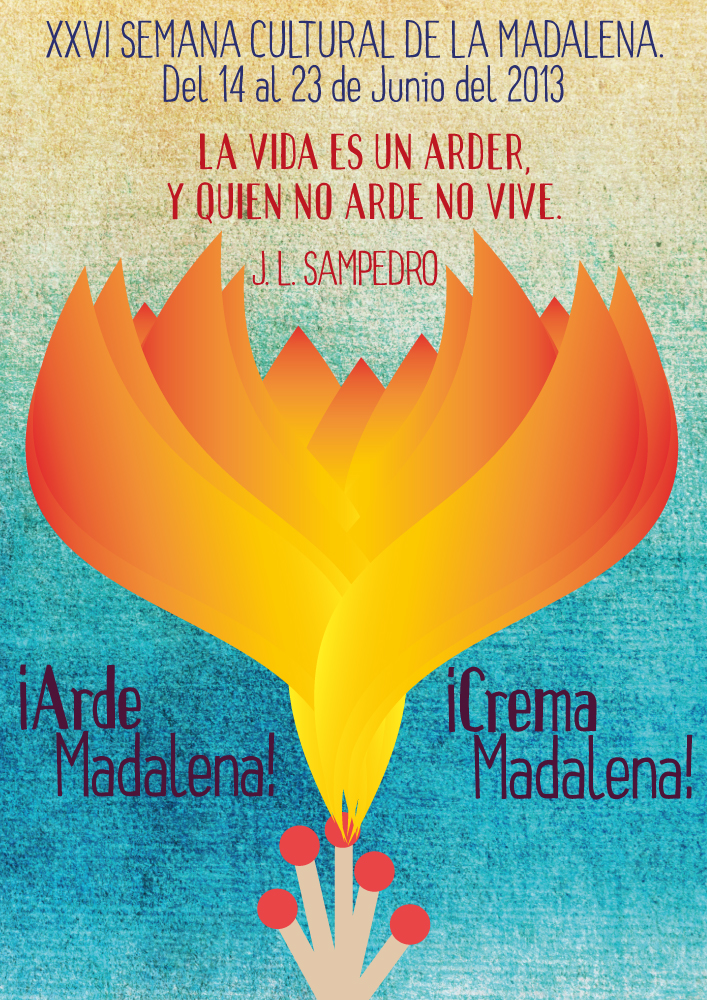 XXVI SEMANA CULTURAL DE LA MADALENA.
Del 14 al 23 de Junio del 2013
LA VIDA ES UN ARDER,
Y QUIEN NO ARDE NO VIVE.
J. L. SAMPEDRO
¡Arde
Madalena!
¡Crema
Madalena!